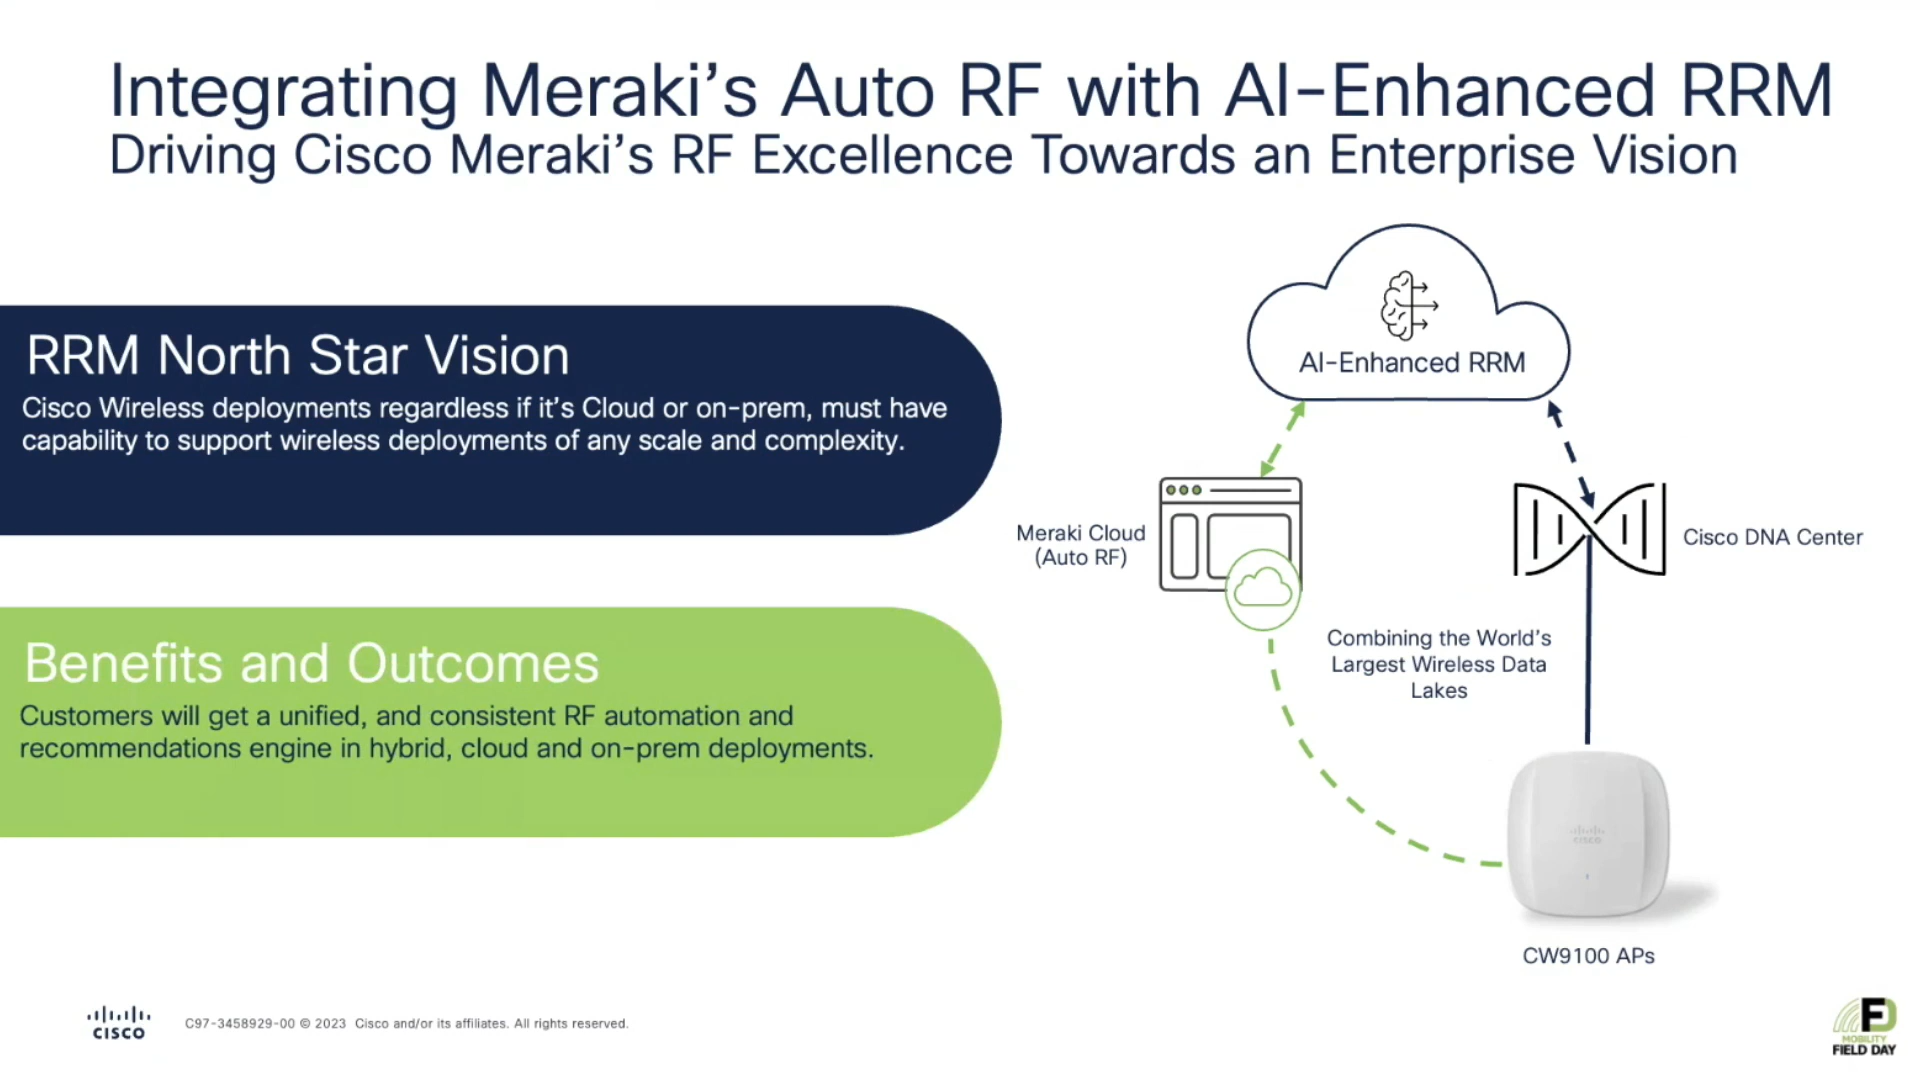 Integrating Meraki's Auto RF with AI-Enhanced RRM
Driving Cisco Meraki's RF Excellence Towards an Enterprise Vision
RRM North Star Vision
Cisco Wireless deployments regardless if it's Cloud or on-prem, must have
capability to support wireless deployments of any scale and complexity.
Benefits and Outcomes
Customers will get a unified, and consistent RF automation and
recommendations engine in hybrid, cloud and on-prem deployments.
AI-Enhanced RRM
Meraki Cloud
(Auto RF)
Cisco DNA Center
Combining the World's
Largest Wireless Data
Lakes
CISCO
CW9100 APs
CISCO
C97-3458929-00 © 2023 Cisco and/or its affiliates. All rights reserved.
FD
MOBILITY
FIELD DAY